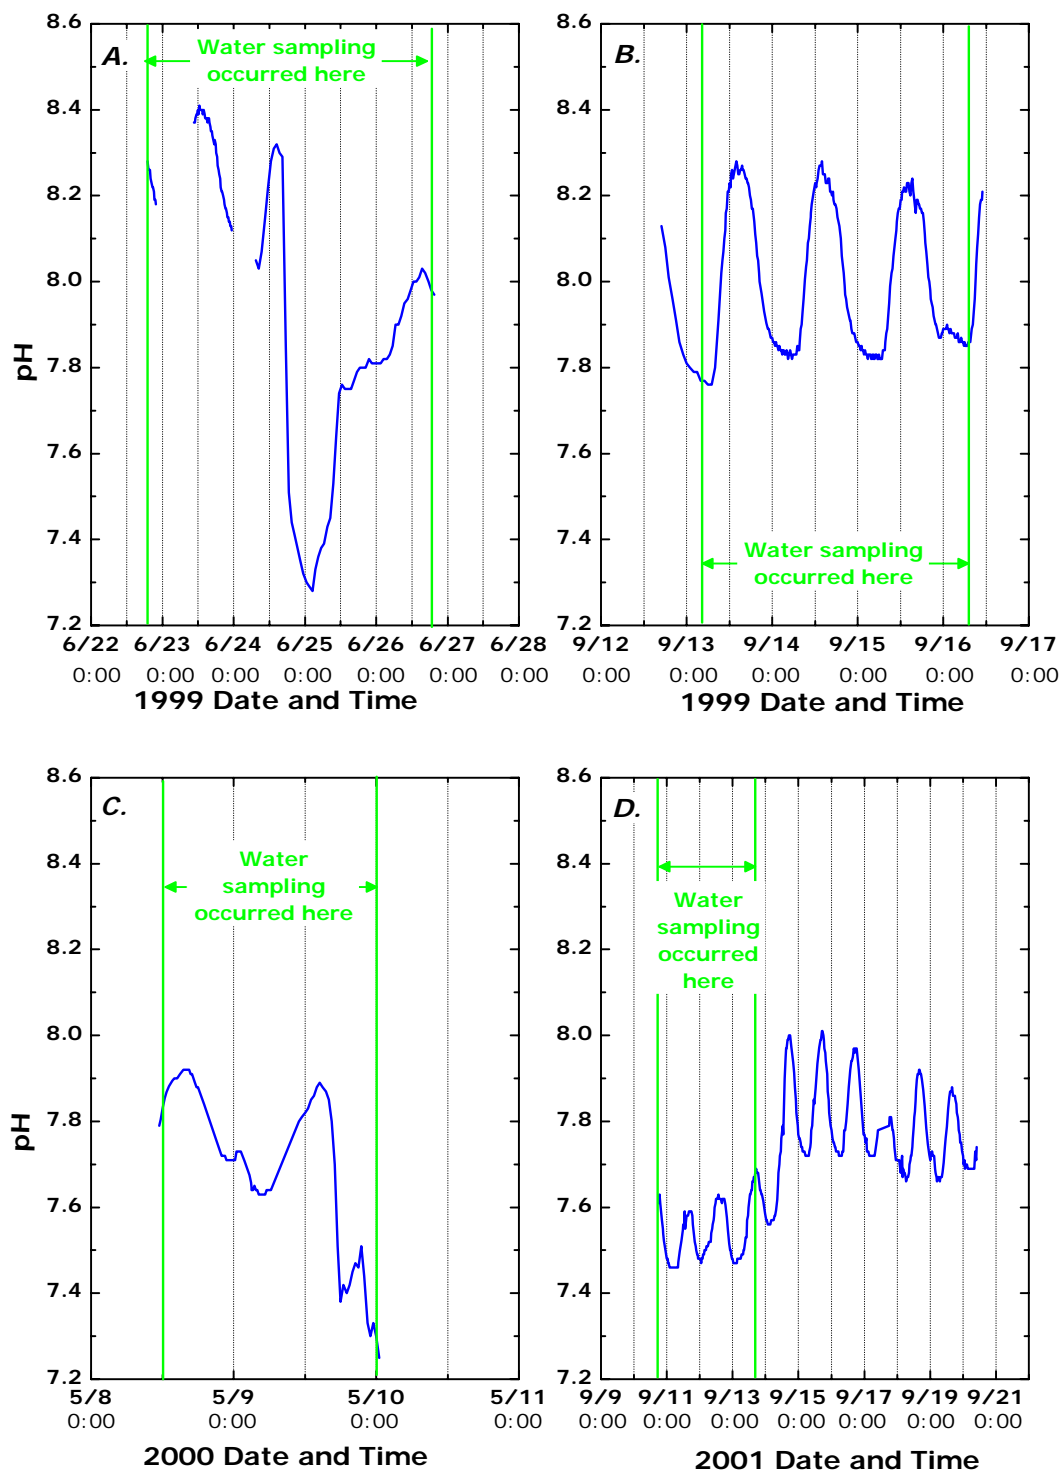 A.
Water sampling
occurred here
8.6
8.4
8.2
8.0
7.8
7.6
7.4
7.2
pH
6/22 6/23 6/24 6/25 6/26 6/27 6/28
0:00 0:00 0:00 0:00 0:00 0:00 0:00
1999 Date and Time
B.
8.6
8.4
8.2
8.0
7.8
7.6
7.4
7.2
Water sampling
occurred here
9/12 9/13 9/14 9/15 9/16 9/17
0:00 0:00 0:00 0:00 0:00 0:00
1999 Date and Time
C.
Water
sampling
occurred here
8.6
8.4
8.2
8.0
7.8
7.6
7.4
7.2
pH
5/8 5/9 5/10 5/11
0:00 0:00 0:00 0:00
2000 Date and Time
D.
Water
sampling
occurred
here
8.6
8.4
8.2
8.0
7.8
7.6
7.4
7.2
9/9 9/11 9/13 9/15 9/17 9/19 9/21
0:00 0:00 0:00 0:00 0:00 0:00 0:00
2001 Date and Time